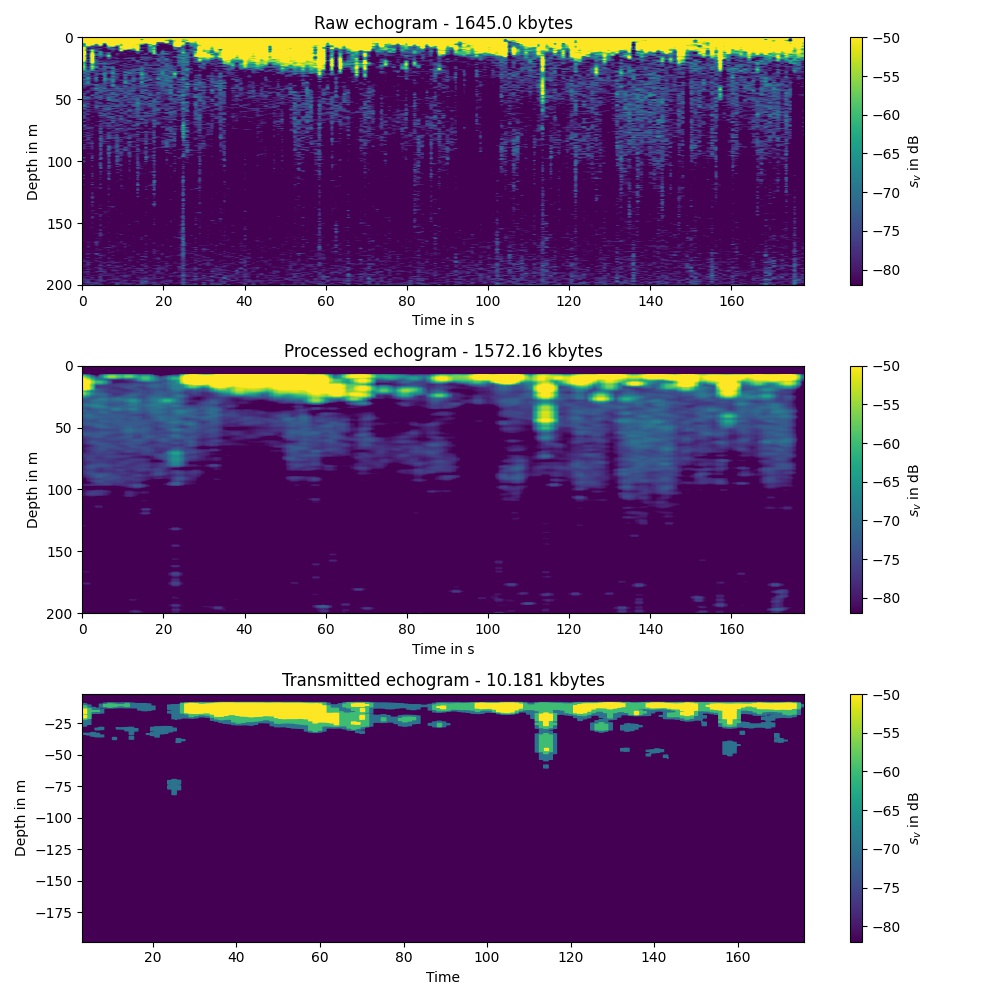 Raw echogram - 1645.0 kbytes
0
50
100
150
200
Depth in m
0 20 40 60 80 100 120 140 160
Time in s
−50
−55
−60
−65
−70
−75
−80
sv in dB
Processed echogram - 1572.16 kbytes
0
50
100
150
200
Depth in m
0 20 40 60 80 100 120 140 160
Time in s
−50
−55
−60
−65
−70
−75
−80
sv in dB
Transmitted echogram - 10.181 kbytes
−25
−50
−75
−100
−125
−150
−175
Depth in m
20 40 60 80 100 120 140 160
Time
−50
−55
−60
−65
−70
−75
−80
sv in dB